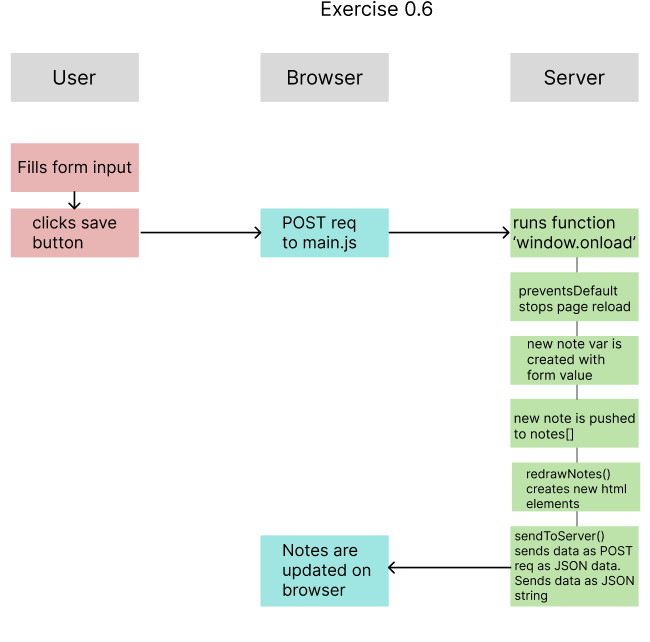 Exercise 0.6
User
Browser
Server
Fills form input
clicks save
button
POST req
to main.js
runs function
‘window.onload’
preventsDefault
stops page reload
new note var is
created with
form value
new note is pushed
to notes[]
redrawNotes()
creates new html
elements
sendToServer()
sends data as POST
req as JSON data.
Sends data as JSON
string
Notes are
updated on
browser